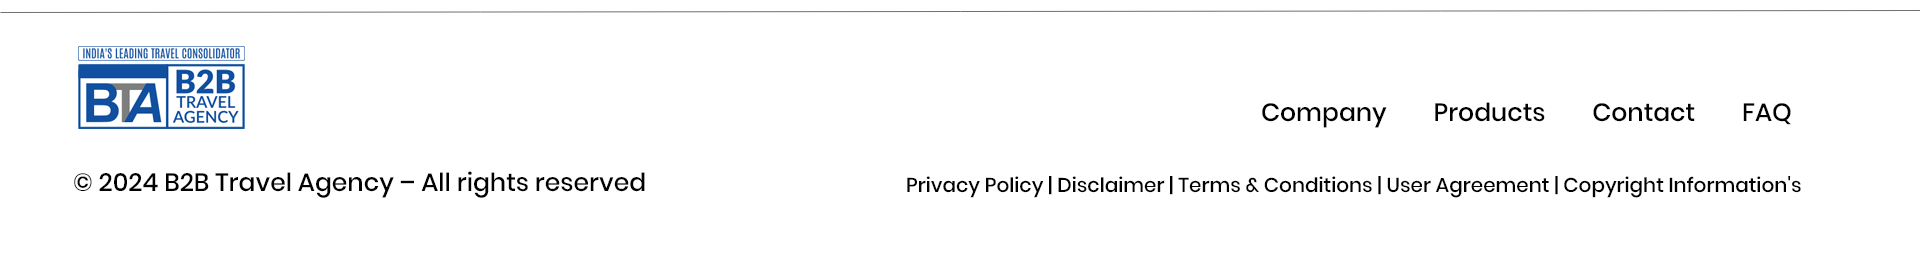 INDIA'S LEADING TRAVEL CONSOLIDATOR
BTA
B2B
TRAVEL
AGENCY
Company Products Contact FAQ
© 2024 B2B Travel Agency – All rights reserved
Privacy Policy | Disclaimer | Terms & Conditions | User Agreement | Copyright Information's